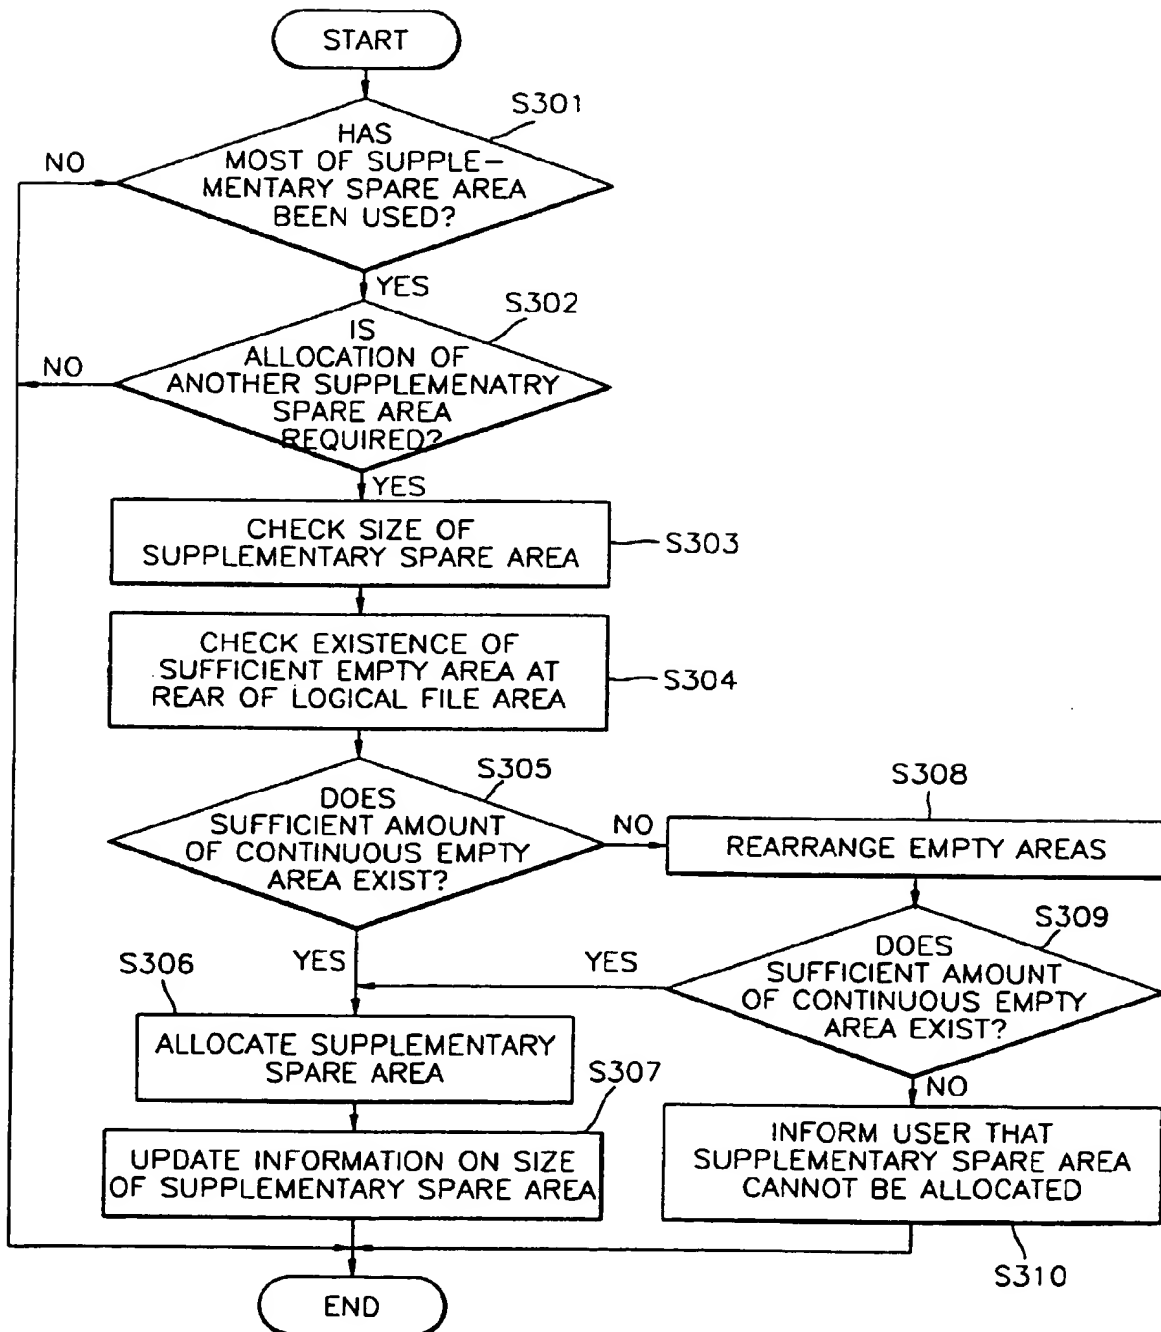 START
S301
HAS
MOST OF SUPPLE-
MENTARY SPARE AREA
BEEN USED?
NO
YES
S302
IS
ALLOCATION OF
ANOTHER SUPPLEMENATRY
SPARE AREA
REQUIRED?
NO
YES
CHECK SIZE OF
SUPPLEMENTARY SPARE AREA
S303
CHECK EXISTENCE OF
SUFFICIENT EMPTY AREA AT
REAR OF LOGICAL FILE AREA
S304
S305
DOES
SUFFICIENT AMOUNT
OF CONTINUOUS EMPTY
AREA EXIST?
NO
YES
S308
REARRANGE EMPTY AREAS
S309
DOES
SUFFICIENT AMOUNT
OF CONTINUOUS EMPTY
AREA EXIST?
YES
NO
S306
ALLOCATE SUPPLEMENTARY
SPARE AREA
S307
UPDATE INFORMATION ON SIZE
OF SUPPLEMENTARY SPARE AREA
INFORM USER THAT
SUPPLEMENTARY SPARE AREA
CANNOT BE ALLOCATED
S310
END